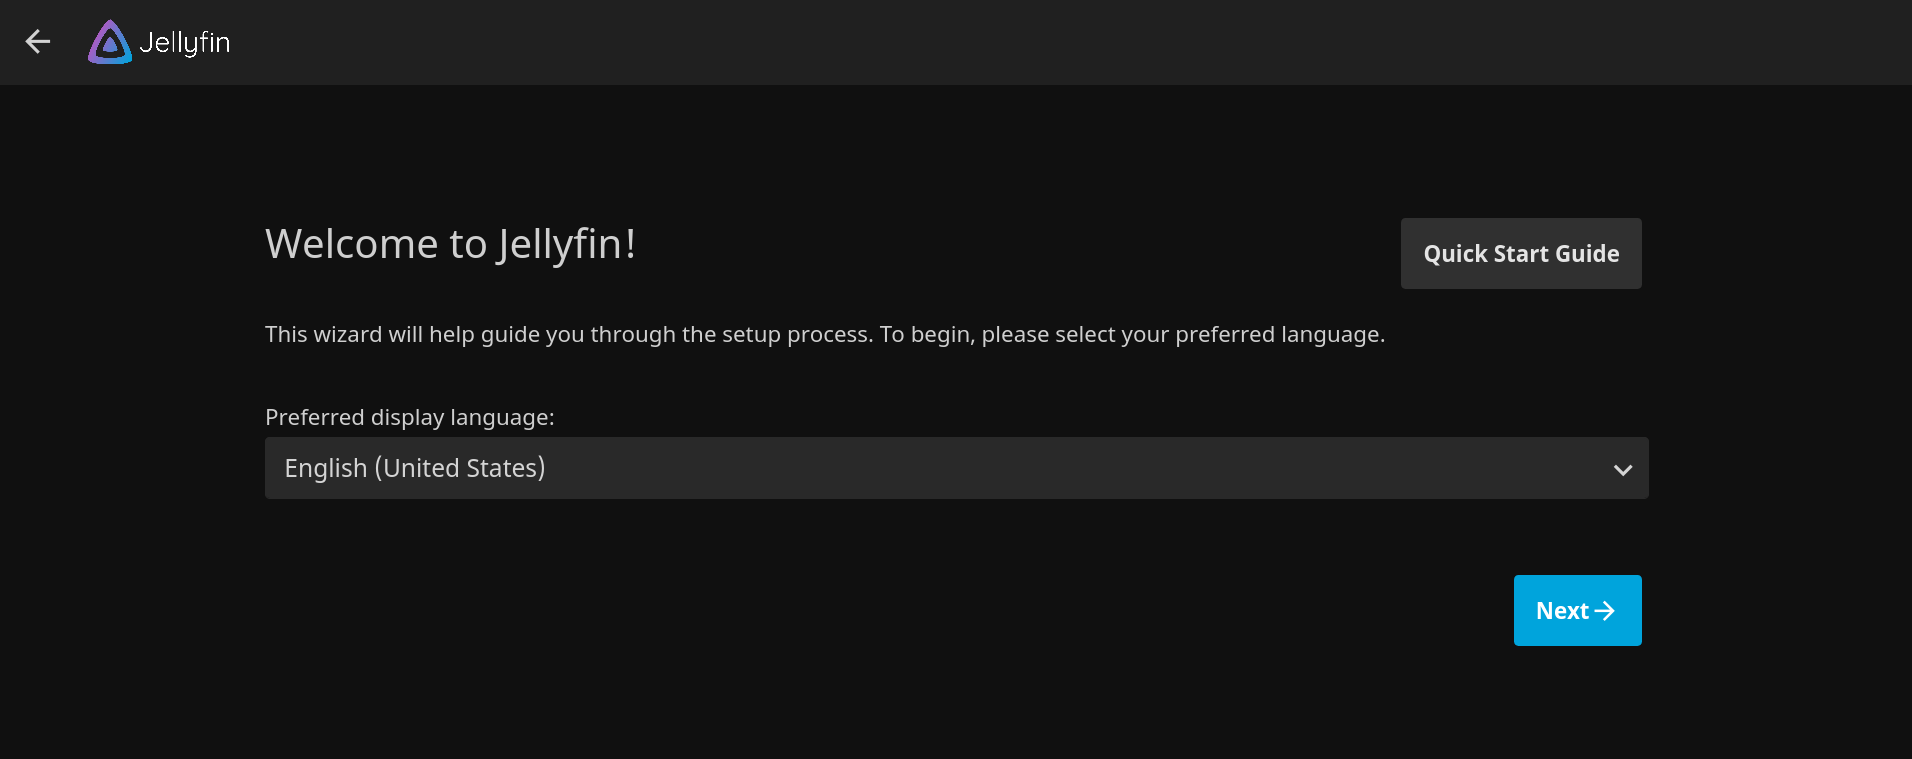 Jellyfin
Welcome to Jellyfin!
Quick Start Guide
This wizard will help guide you through the setup process. To begin, please select your preferred language.
Preferred display language:
English (United States)
Next